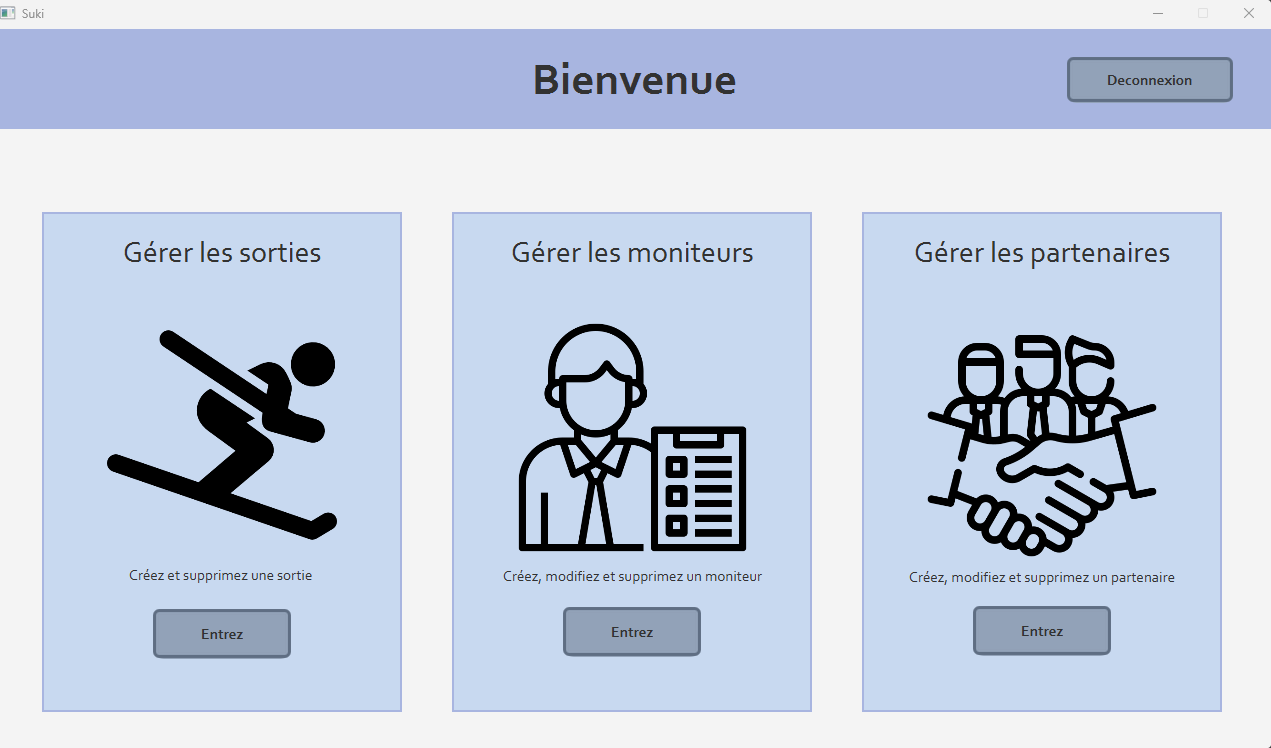 Suki
Bienvenue
Deconnexion
Gérer les sorties
Créez et supprimez une sortie
Entrez
Gérer les moniteurs
Créez, modifiez et supprimez un moniteur
Entrez
Gérer les partenaires
Créez, modifiez et supprimez un partenaire
Entrez